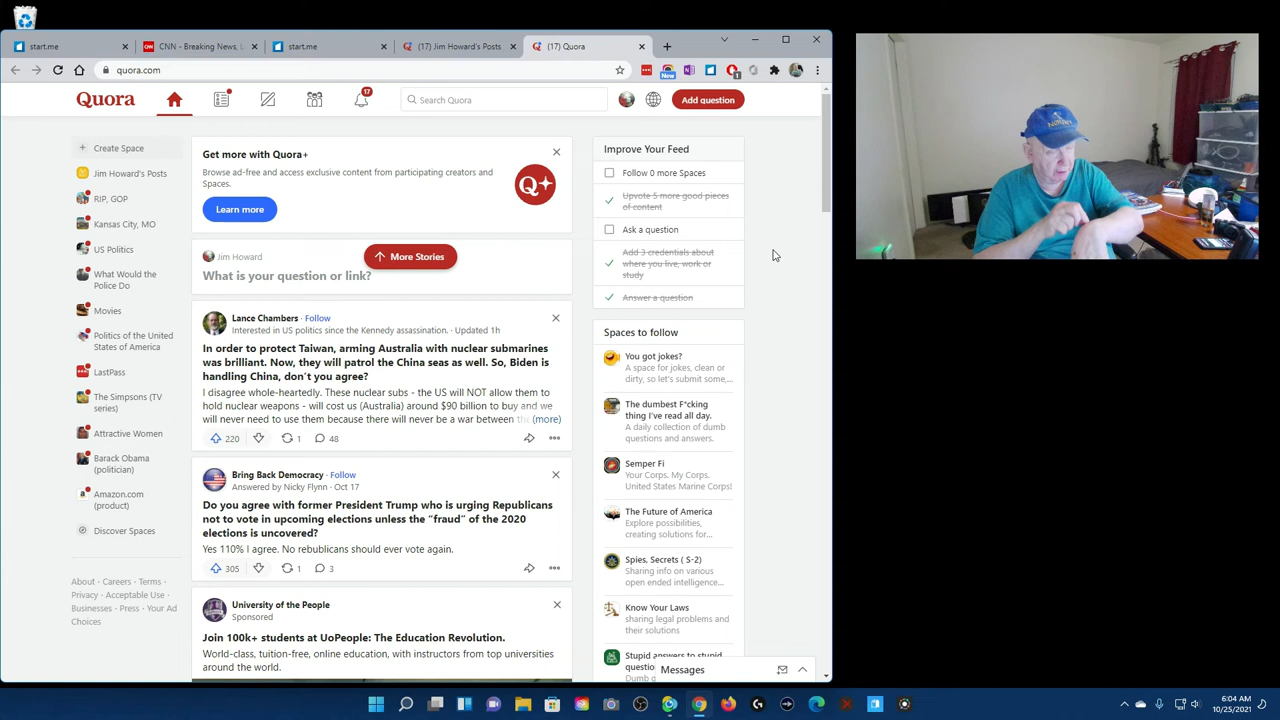 start.me
CNN - Breaking News, L
start.me
(17) Jim Howard's Posts
(17) Quora
quora.com
New
1
Quora
17
Search Quora
Add question
Create Space
Jim Howard's Posts
RIP, GOP
Kansas City, MO
US Politics
What Would the
Police Do
Movies
Politics of the United
States of America
LastPass
The Simpsons (TV
series)
Attractive Women
Barack Obama
(politician)
Amazon.com
(product)
Discover Spaces
About · Careers · Terms ·
Privacy · Acceptable Use ·
Businesses · Press · Your Ad
Choices
Get more with Quora+
Browse ad-free and access exclusive content from participating creators and
Spaces.
Q+
Learn more
Jim Howard
More Stories
What is your question or link?
Lance Chambers · Follow
Interested in US politics since the Kennedy assassination. · Updated 1h
In order to protect Taiwan, arming Australia with nuclear submarines
was brilliant. Now, they will patrol the China seas as well. So, Biden is
handling China, don't you agree?
I disagree whole-heartedly. These nuclear subs - the US will NOT allow them to
hold nuclear weapons - will cost us (Australia) around $90 billion to buy and we
will never need to use them because there will never be a war between the (more)
220
1
48
Bring Back Democracy · Follow
Answered by Nicky Flynn · Oct 17
Do you agree with former President Trump who is urging Republicans
not to vote in upcoming elections unless the “fraud” of the 2020
elections is uncovered?
Yes 110% I agree. No rebublicans should ever vote again.
305
1
3
University of the People
Sponsored
Join 100k+ students at UoPeople: The Education Revolution.
World-class, tuition-free, online education, with instructors from top universities
around the world.
Improve Your Feed
Follow 0 more Spaces
Upvote 5 more good pieces
of content
Ask a question
Add 3 credentials about
where you live, work or
study
Answer a question
Spaces to follow
You got jokes?
A space for jokes, clean or
dirty, so let's submit some,...
The dumbest F*cking
thing I've read all day.
A daily collection of dumb
questions and answers.
Semper Fi
Your Corps. My Corps.
United States Marine Corps!
The Future of America
Explore possibilities,
creating solutions for...
Spies, Secrets ( S-2)
Sharing info on various
open ended intelligence...
Know Your Laws
sharing legal problems and
their solutions
Stupid answers to stupid
Messages
6:04 AM
10/25/2021